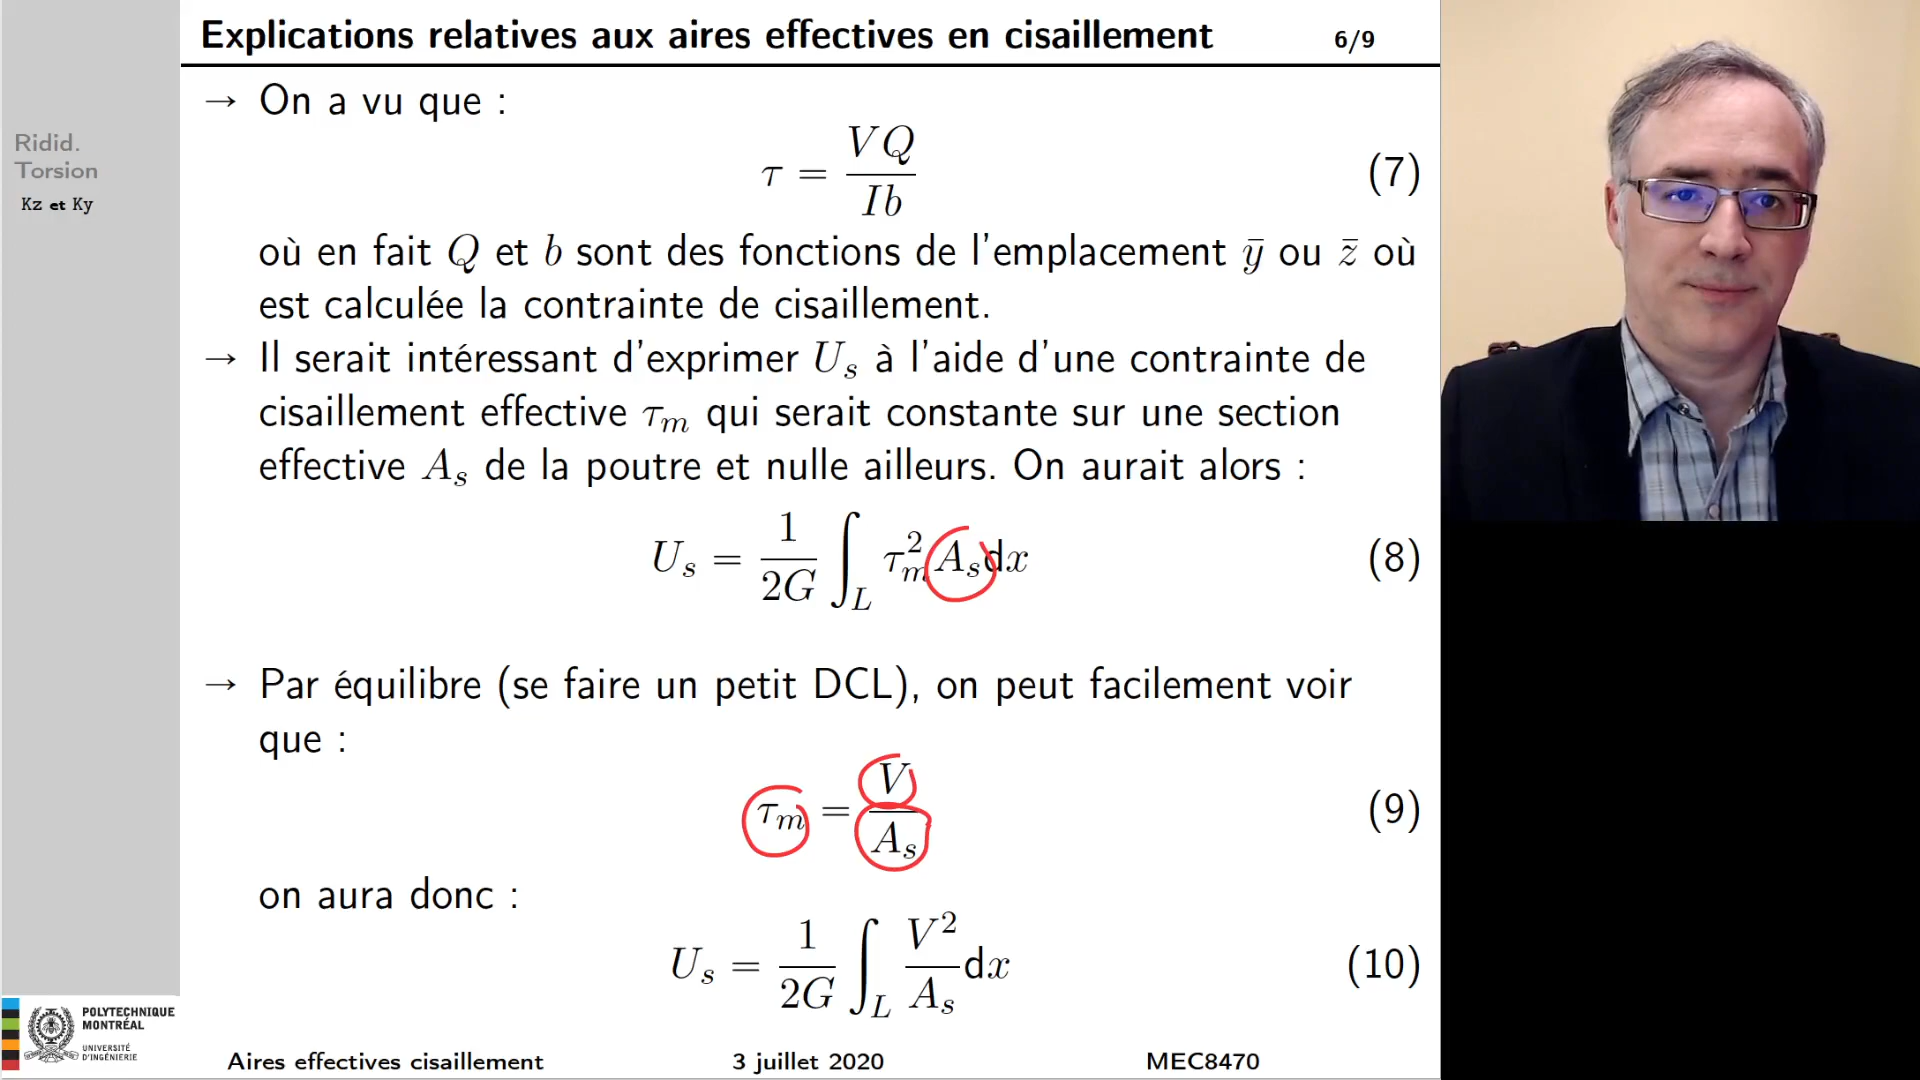 Explications relatives aux aires effectives en cisaillement 6/9
Ridid.
Torsion
Kz et Ky
→ On a vu que :
τ = VQ / Ib (7)
où en fait Q et b sont des fonctions de l'emplacement ȳ ou z̄ où
est calculée la contrainte de cisaillement.
→ Il serait intéressant d'exprimer U_s à l'aide d'une contrainte de
cisaillement effective τ_m qui serait constante sur une section
effective A_s de la poutre et nulle ailleurs. On aurait alors :
U_s = 1/2G ∫_L τ_m² A_s dx (8)
→ Par équilibre (se faire un petit DCL), on peut facilement voir
que :
τ_m = V / A_s (9)
on aura donc :
U_s = 1/2G ∫_L V²/A_s dx (10)
POLYTECHNIQUE
MONTRÉAL
UNIVERSITÉ
D'INGÉNIERIE
Aires effectives cisaillement 3 juillet 2020 MEC8470